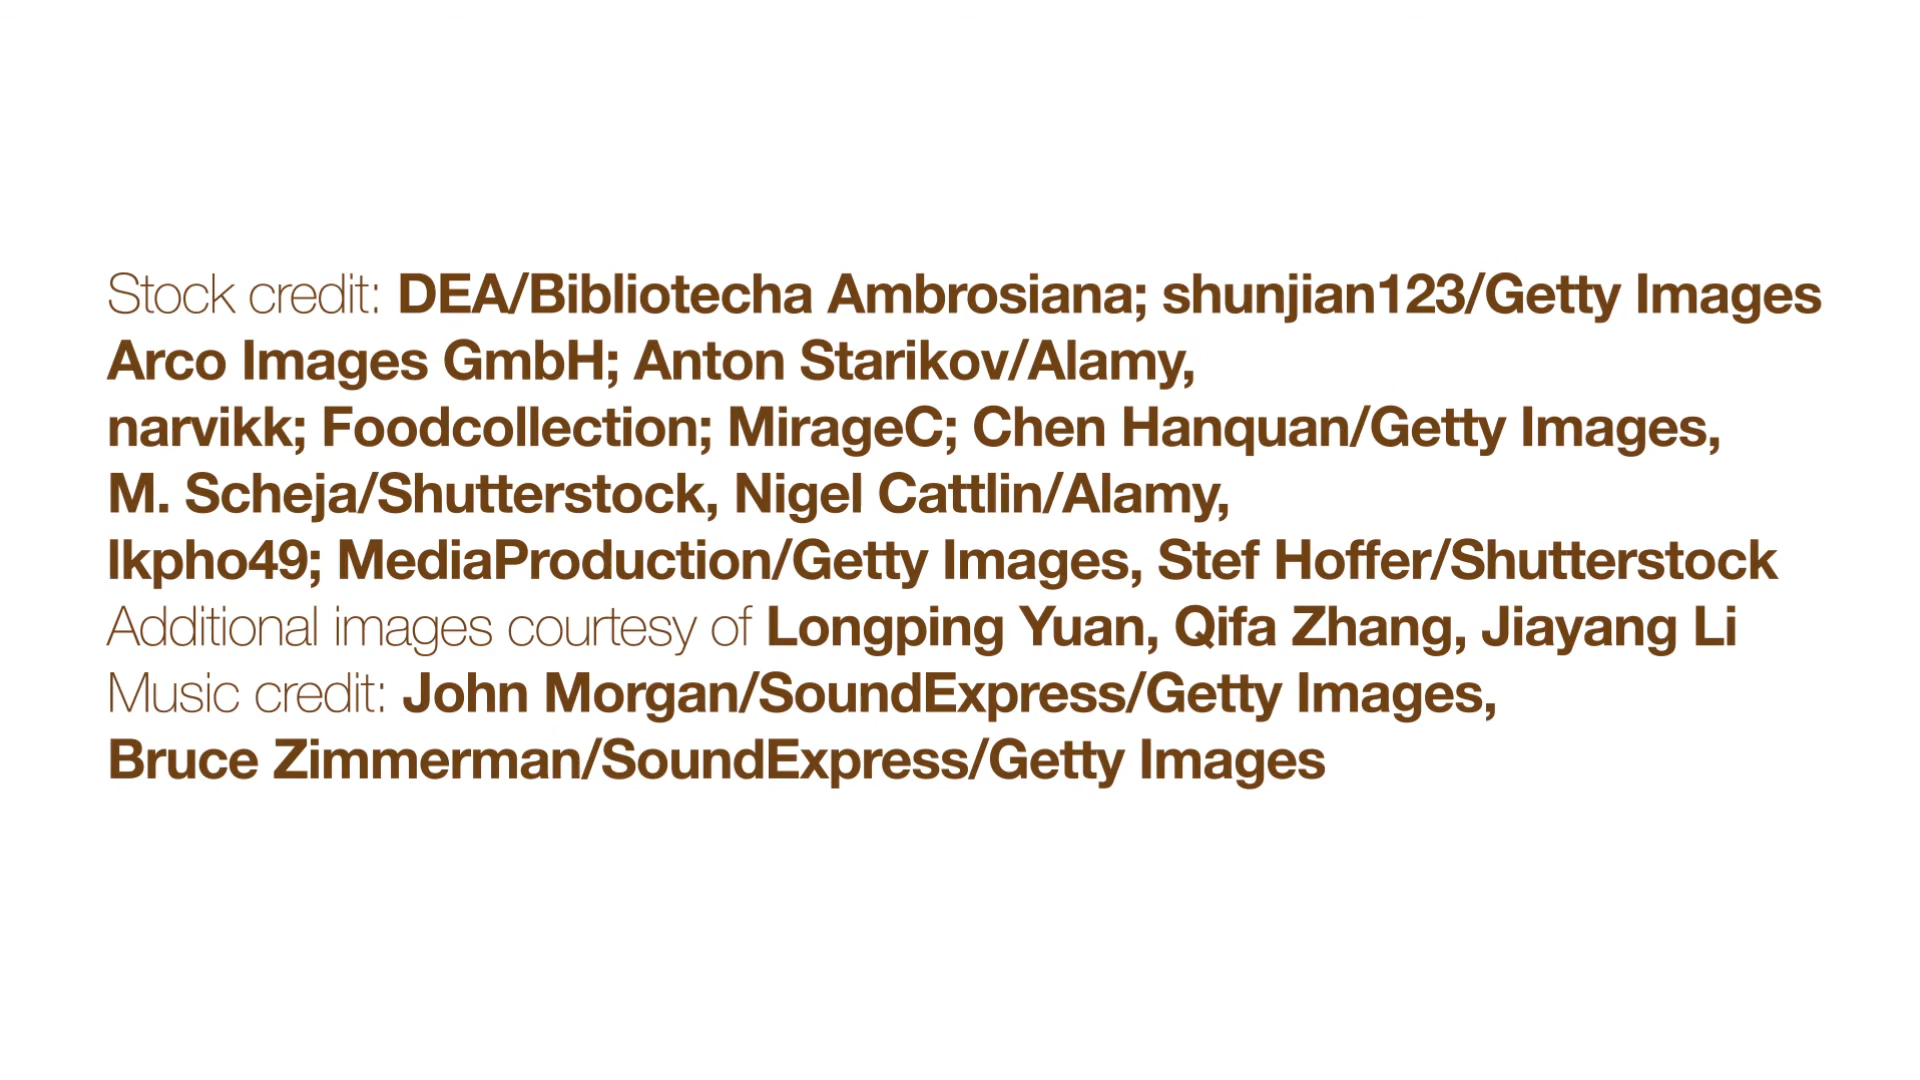 Stock credit: DEA/Bibliotecha Ambrosiana; shunjian123/Getty Images
Arco Images GmbH; Anton Starikov/Alamy,
narvikk; Foodcollection; MirageC; Chen Hanquan/Getty Images,
M. Scheja/Shutterstock, Nigel Cattlin/Alamy,
lkpho49; MediaProduction/Getty Images, Stef Hoffer/Shutterstock
Additional images courtesy of Longping Yuan, Qifa Zhang, Jiayang Li
Music credit: John Morgan/SoundExpress/Getty Images,
Bruce Zimmerman/SoundExpress/Getty Images